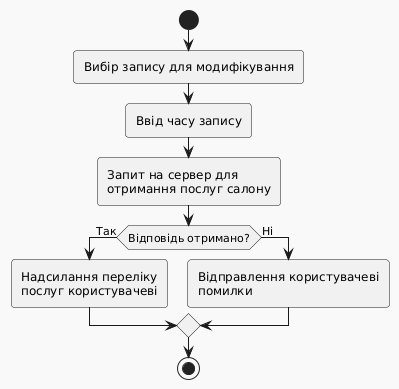 Вибір запису для модифікування
Ввід часу запису
Запит на сервер для
отримання послуг салону
Так
Відповідь отримано?
Ні
Надсилання переліку
послуг користувачеві
Відправлення користувачеві
помилки